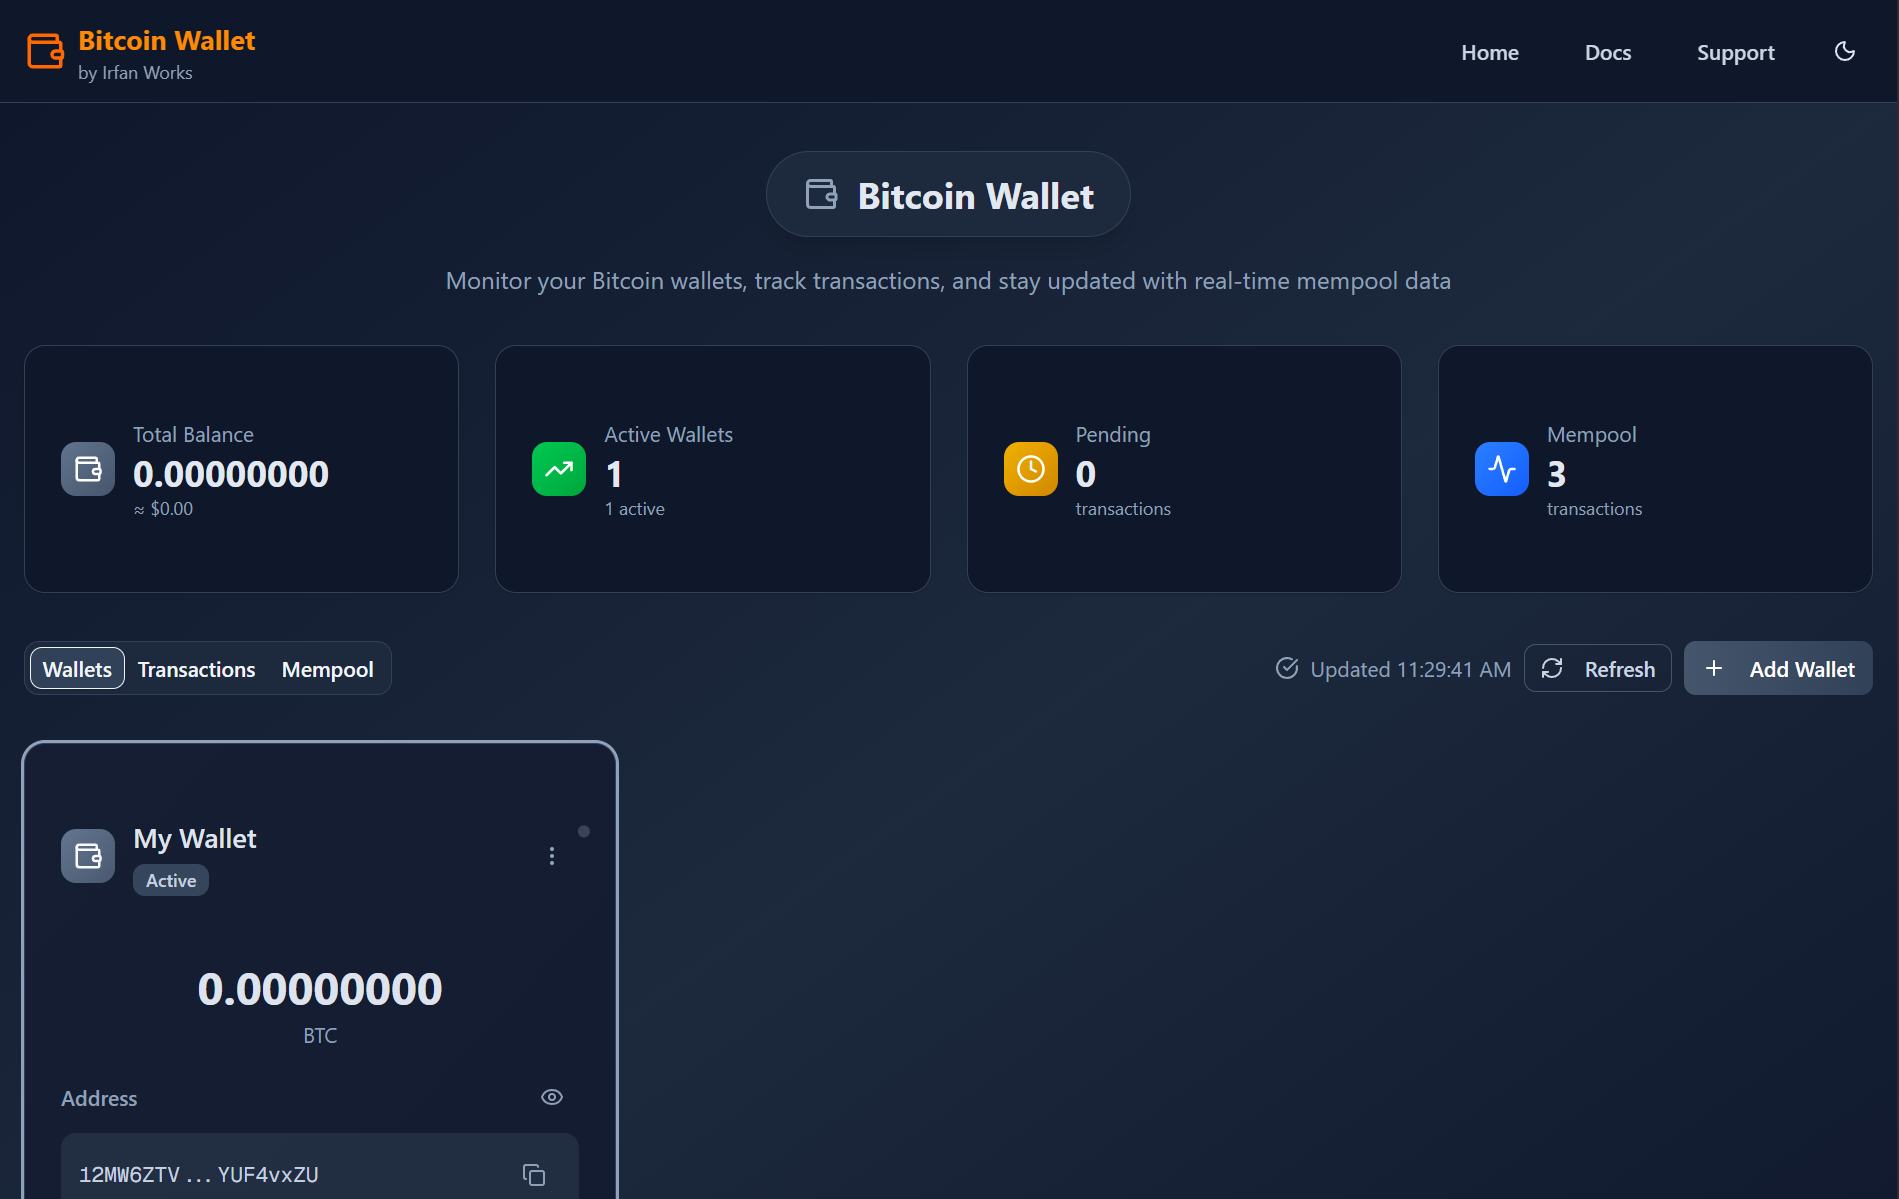 Bitcoin Wallet
by Irfan Works
Home
Docs
Support
Bitcoin Wallet
Monitor your Bitcoin wallets, track transactions, and stay updated with real-time mempool data
Total Balance
0.00000000
≈ $0.00
Active Wallets
1
1 active
Pending
0
transactions
Mempool
3
transactions
Wallets
Transactions
Mempool
Updated 11:29:41 AM
Refresh
Add Wallet
My Wallet
Active
0.00000000
BTC
Address
12MW6ZTV...YUF4vxZU